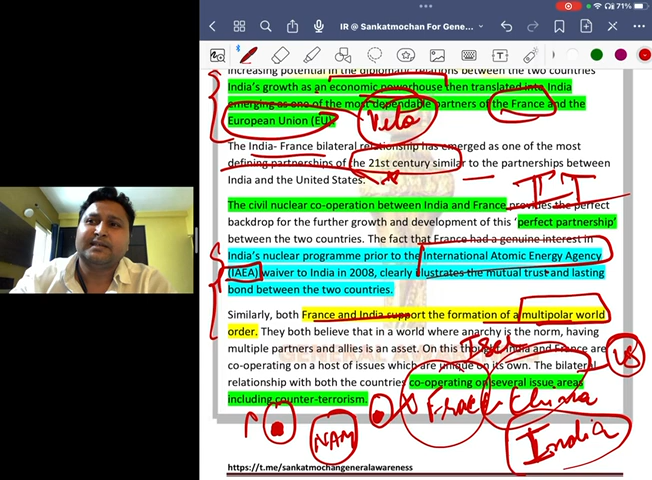 71%
IR @ Sankatmochan For Gene...
increasing potential in the diplomatic relations between the two countries
India's growth as an economic powerhouse then translated into India
emerging as one of the most dependable partners of the France and the
European Union (EU). Veto
The India- France bilateral relationship has emerged as one of the most
defining partnerships of the 21st century similar to the partnerships between
India and the United States.
The civil nuclear co-operation between India and France provides the perfect
backdrop for the further growth and development of this 'perfect partnership'
between the two countries. The fact that France had a genuine interest in
India's nuclear programme prior to the International Atomic Energy Agency
(IAEA) waiver to India in 2008, clearly illustrates the mutual trust and lasting
bond between the two countries.
Similarly, both France and India support the formation of a multipolar world
order. They both believe that in a world where anarchy is the norm, having
multiple partners and allies is an asset. On this thought, India and France are
co-operating on a host of issues which are unique on its own. The bilateral
relationship with both the countries co-operating on several issue areas
including counter-terrorism.
US
China
NAM
India
https://t.me/sankatmochangeneralawareness